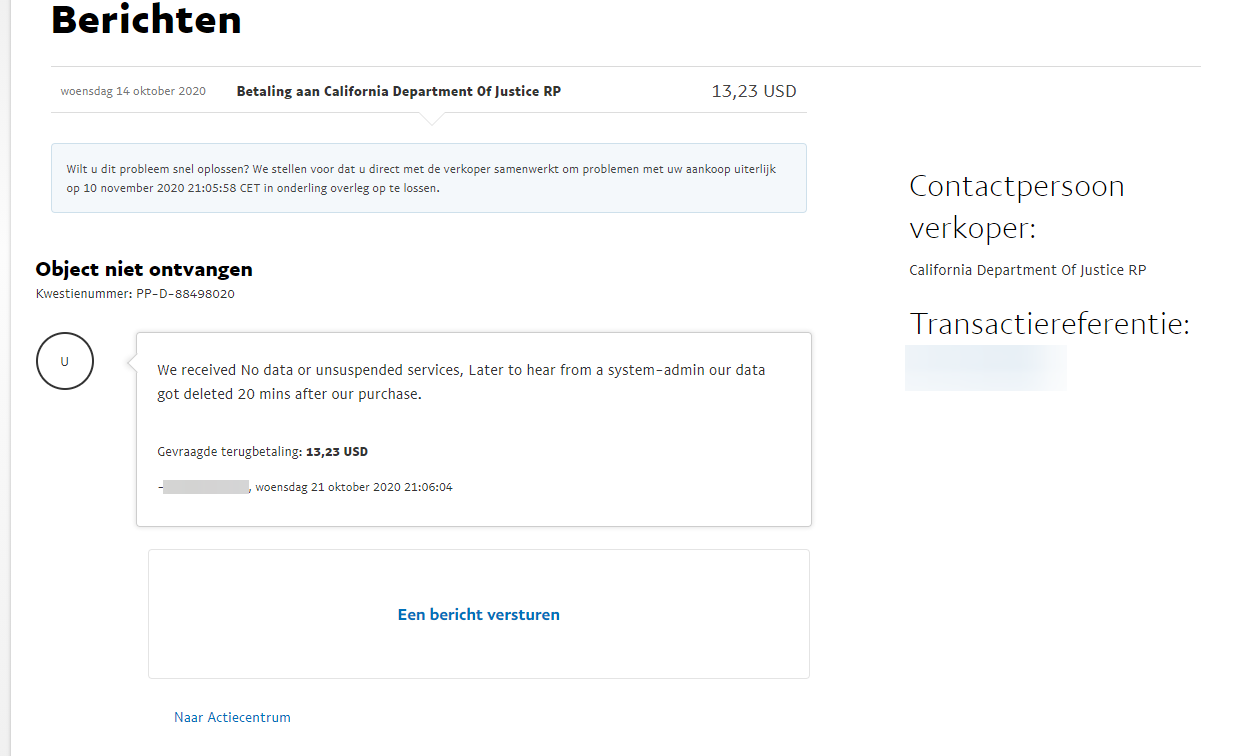 Berichten
woensdag 14 oktober 2020 Betaling aan California Department Of Justice RP 13,23 USD
Wilt u dit probleem snel oplossen? We stellen voor dat u direct met de verkoper samenwerkt om problemen met uw aankoop uiterlijk
op 10 november 2020 21:05:58 CET in onderling overleg op te lossen.
Object niet ontvangen
Kwestienummer: PP-D-88498020
U
We received No data or unsuspended services, Later to hear from a system-admin our data
got deleted 20 mins after our purchase.
Gevraagde terugbetaling: 13,23 USD
- , woensdag 21 oktober 2020 21:06:04
Een bericht versturen
Naar Actiecentrum
Contactpersoon
verkoper:
California Department Of Justice RP
Transactiereferentie: